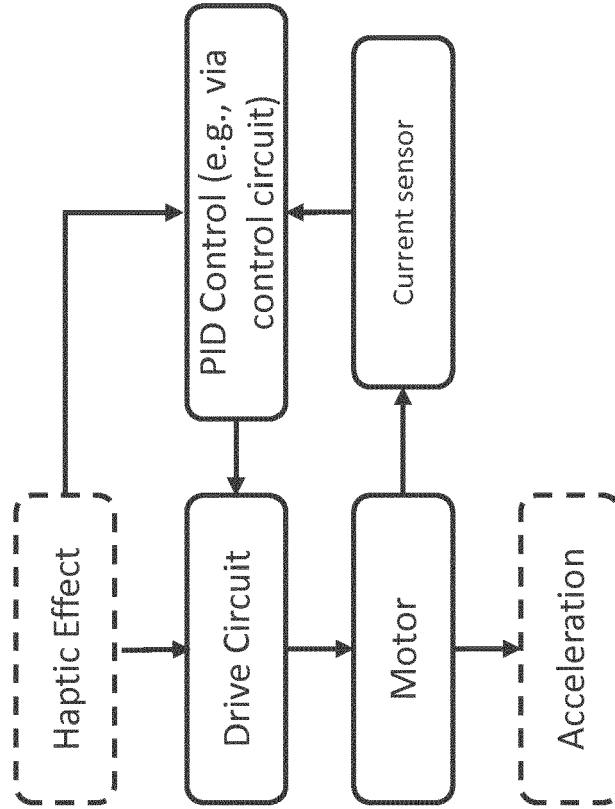 Haptic Effect
Drive Circuit
PID Control (e.g., via
control circuit)
Motor
Current sensor
Acceleration